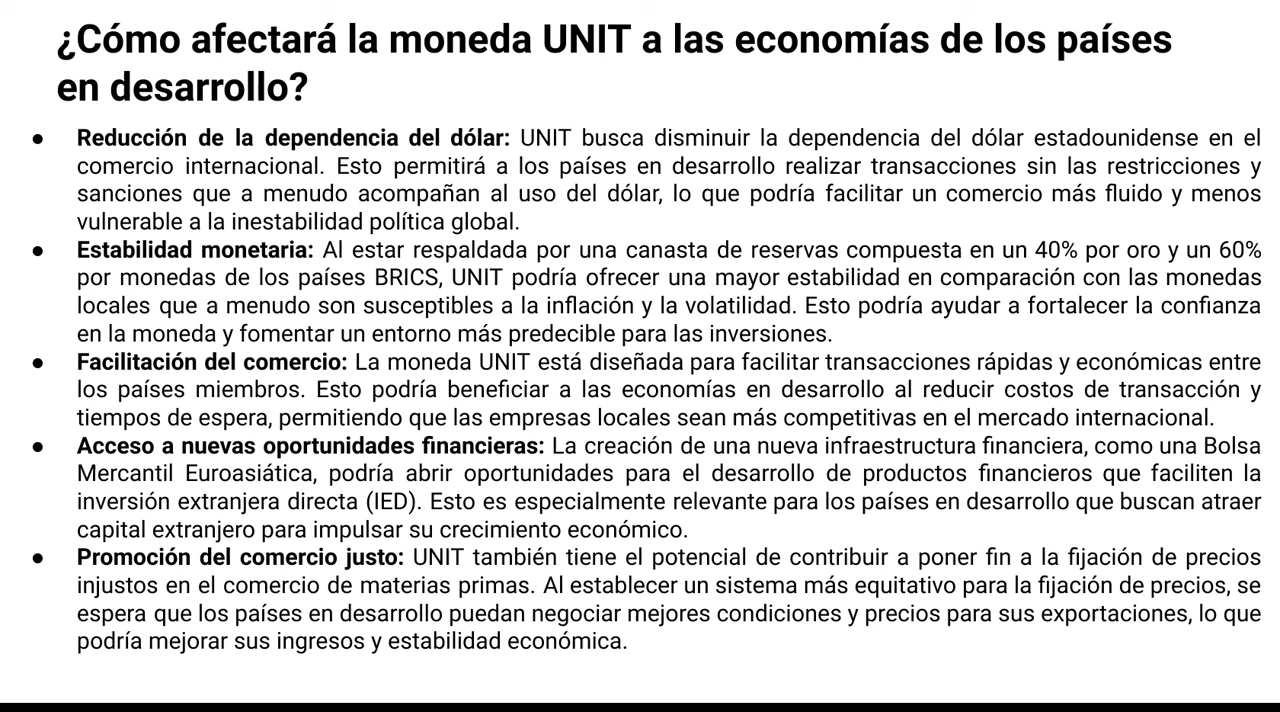 ¿Cómo afectará la moneda UNIT a las economías de los países
en desarrollo?
● Reducción de la dependencia del dólar: UNIT busca disminuir la dependencia del dólar estadounidense en el
comercio internacional. Esto permitirá a los países en desarrollo realizar transacciones sin las restricciones y
sanciones que a menudo acompañan al uso del dólar, lo que podría facilitar un comercio más fluido y menos
vulnerable a la inestabilidad política global.
● Estabilidad monetaria: Al estar respaldada por una canasta de reservas compuesta en un 40% por oro y un 60%
por monedas de los países BRICS, UNIT podría ofrecer una mayor estabilidad en comparación con las monedas
locales que a menudo son susceptibles a la inflación y la volatilidad. Esto podría ayudar a fortalecer la confianza
en la moneda y fomentar un entorno más predecible para las inversiones.
● Facilitación del comercio: La moneda UNIT está diseñada para facilitar transacciones rápidas y económicas entre
los países miembros. Esto podría beneficiar a las economías en desarrollo al reducir costos de transacción y
tiempos de espera, permitiendo que las empresas locales sean más competitivas en el mercado internacional.
● Acceso a nuevas oportunidades financieras: La creación de una nueva infraestructura financiera, como una Bolsa
Mercantil Euroasiática, podría abrir oportunidades para el desarrollo de productos financieros que faciliten la
inversión extranjera directa (IED). Esto es especialmente relevante para los países en desarrollo que buscan atraer
capital extranjero para impulsar su crecimiento económico.
● Promoción del comercio justo: UNIT también tiene el potencial de contribuir a poner fin a la fijación de precios
injustos en el comercio de materias primas. Al establecer un sistema más equitativo para la fijación de precios, se
espera que los países en desarrollo puedan negociar mejores condiciones y precios para sus exportaciones, lo que
podría mejorar sus ingresos y estabilidad económica.